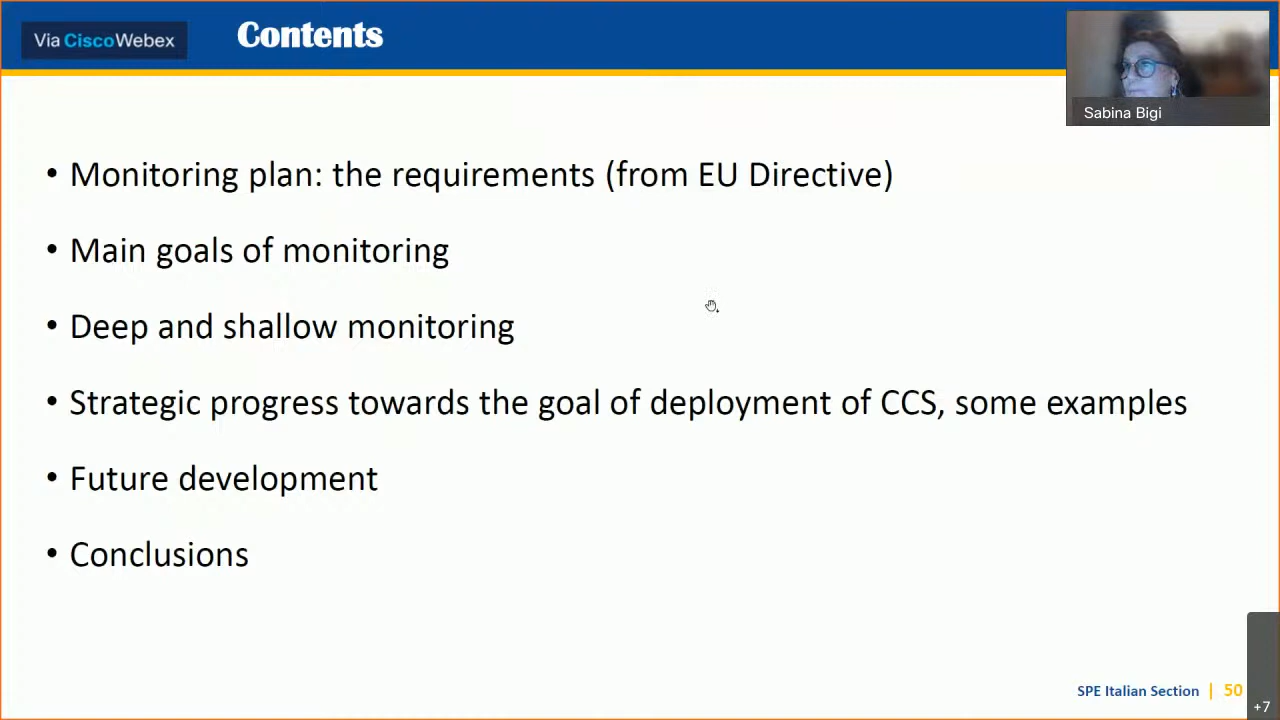 Via CiscoWebex
Contents
Sabina Bigi
• Monitoring plan: the requirements (from EU Directive)
• Main goals of monitoring
• Deep and shallow monitoring
• Strategic progress towards the goal of deployment of CCS, some examples
• Future development
• Conclusions
SPE Italian Section | 50
+7